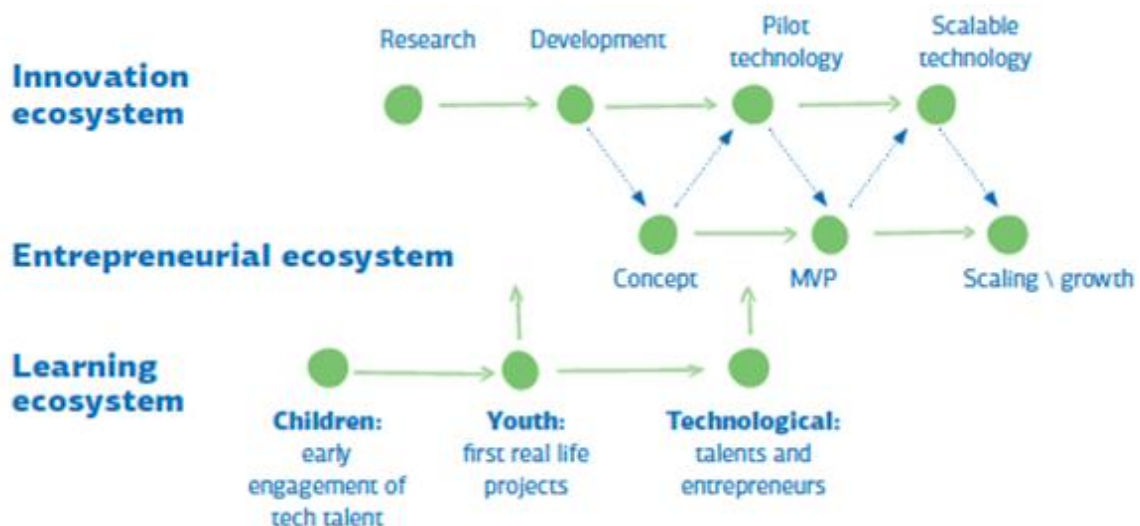 Research
Development
Pilot
technology
Scalable
technology
Innovation
ecosystem
Entrepreneurial ecosystem
Concept
MVP
Scaling \ growth
Learning
ecosystem
Children:
early
engagement of
tech talent
Youth:
first real life
projects
Technological:
talents and
entrepreneurs